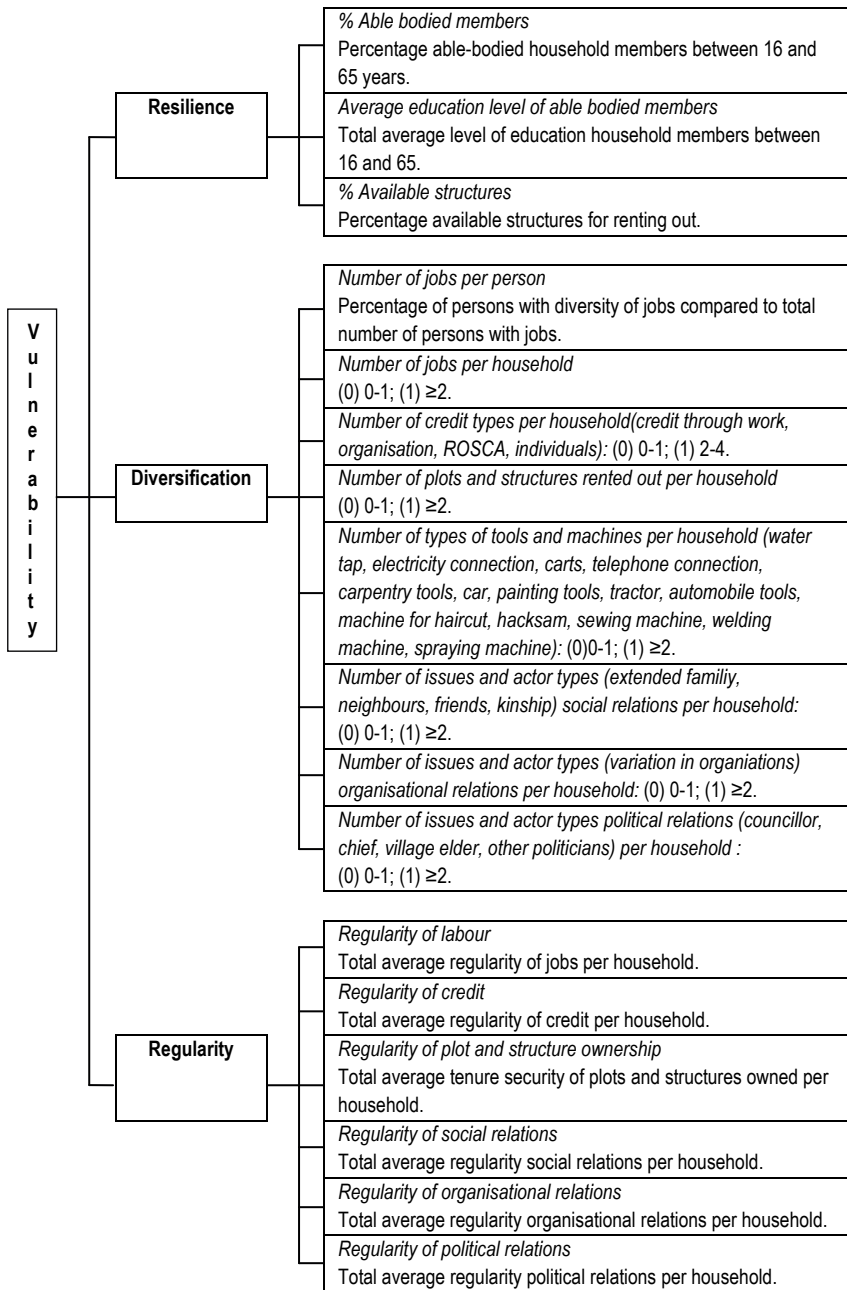 Vulnerability
Resilience
% Able bodied members
Percentage able-bodied household members between 16 and
65 years.
Average education level of able bodied members
Total average level of education household members between
16 and 65.
% Available structures
Percentage available structures for renting out.
Diversification
Number of jobs per person
Percentage of persons with diversity of jobs compared to total
number of persons with jobs.
Number of jobs per household
(0) 0-1; (1) ≥2.
Number of credit types per household(credit through work,
organisation, ROSCA, individuals): (0) 0-1; (1) 2-4.
Number of plots and structures rented out per household
(0) 0-1; (1) ≥2.
Number of types of tools and machines per household (water
tap, electricity connection, carts, telephone connection,
carpentry tools, car, painting tools, tractor, automobile tools,
machine for haircut, hacksam, sewing machine, welding
machine, spraying machine): (0)0-1; (1) ≥2.
Number of issues and actor types (extended familiy,
neighbours, friends, kinship) social relations per household:
(0) 0-1; (1) ≥2.
Number of issues and actor types (variation in organiations)
organisational relations per household: (0) 0-1; (1) ≥2.
Number of issues and actor types political relations (councillor,
chief, village elder, other politicians) per household :
(0) 0-1; (1) ≥2.
Regularity
Regularity of labour
Total average regularity of jobs per household.
Regularity of credit
Total average regularity of credit per household.
Regularity of plot and structure ownership
Total average tenure security of plots and structures owned per
household.
Regularity of social relations
Total average regularity social relations per household.
Regularity of organisational relations
Total average regularity organisational relations per household.
Regularity of political relations
Total average regularity political relations per household.